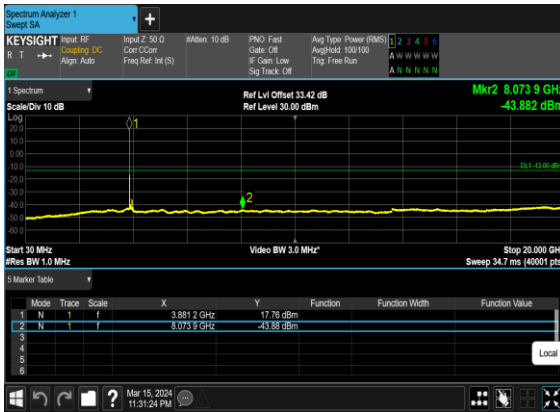 Spectrum Analyzer 1
Swept SA
+
KEYSIGHT
R T
LXI
Input: RF
Coupling: DC
Align: Auto
Input Z: 50 Ω
Corr CCorr
Freq Ref: Int (S)
#Atten: 10 dB
PNO: Fast
Gate: Off
IF Gain: Low
Sig Track: Off
Avg Type: Power (RMS)
Avg|Hold: 100/100
Trig: Free Run
1 2 3 4 5 6
A W W W W W
A N N N N N
1 Spectrum
Scale/Div 10 dB
Ref Lvl Offset 33.42 dB
Ref Level 30.00 dBm
Mkr2 8.073 9 GHz
-43.882 dBm
Log
20.0
10.0
0.00
-10.0
-20.0
-30.0
-40.0
-50.0
-60.0
1
2
DL1 -13.00 dBm
Start 30 MHz
#Res BW 1.0 MHz
Video BW 3.0 MHz*
Stop 20.000 GHz
Sweep 34.7 ms (40001 pts)
5 Marker Table
Mode Trace Scale X Y Function Function Width Function Value
1 N 1 f 3.881 2 GHz 17.76 dBm
2 N 1 f 8.073 9 GHz -43.88 dBm
3
4
5
6
Local
?
Mar 15, 2024
11:31:24 PM